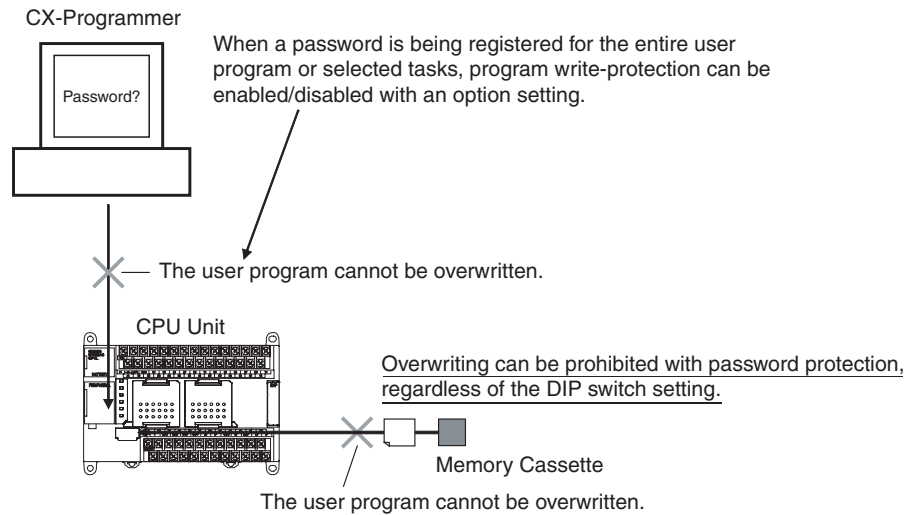 CX-Programmer
When a password is being registered for the entire user
program or selected tasks, program write-protection can be
enabled/disabled with an option setting.
Password?
The user program cannot be overwritten.
CPU Unit
Overwriting can be prohibited with password protection,
regardless of the DIP switch setting.
Memory Cassette
The user program cannot be overwritten.